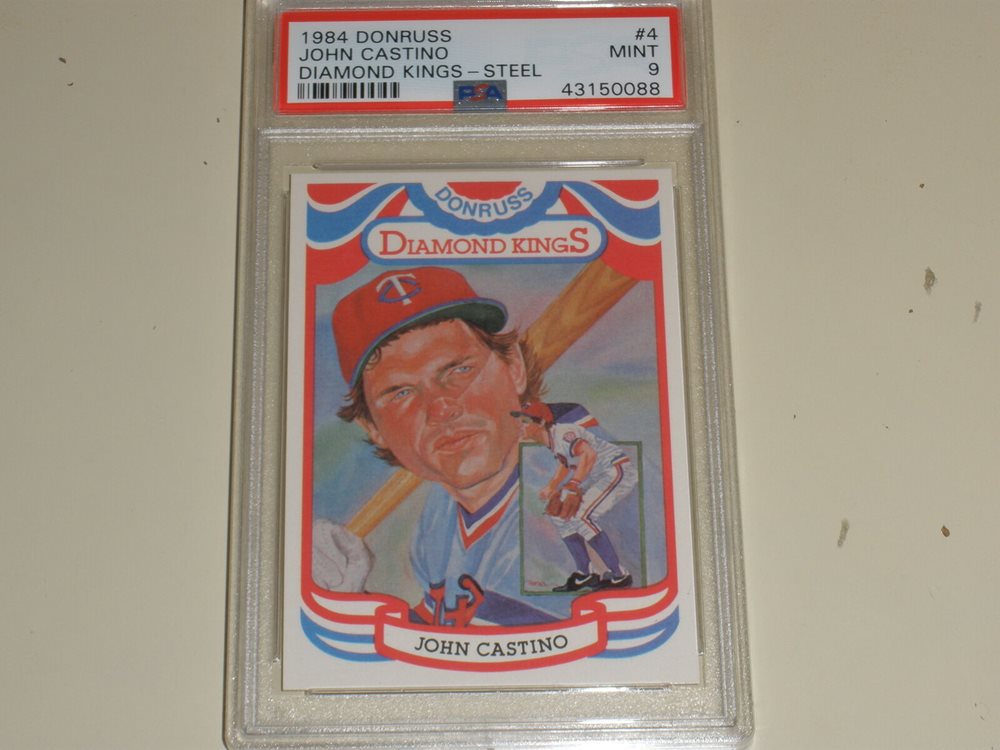 1984 DONRUSS #4
JOHN CASTINO MINT
DIAMOND KINGS – STEEL 9
PSA 43150088
DONRUSS
DIAMOND KINGS
T C
JOHN CASTINO